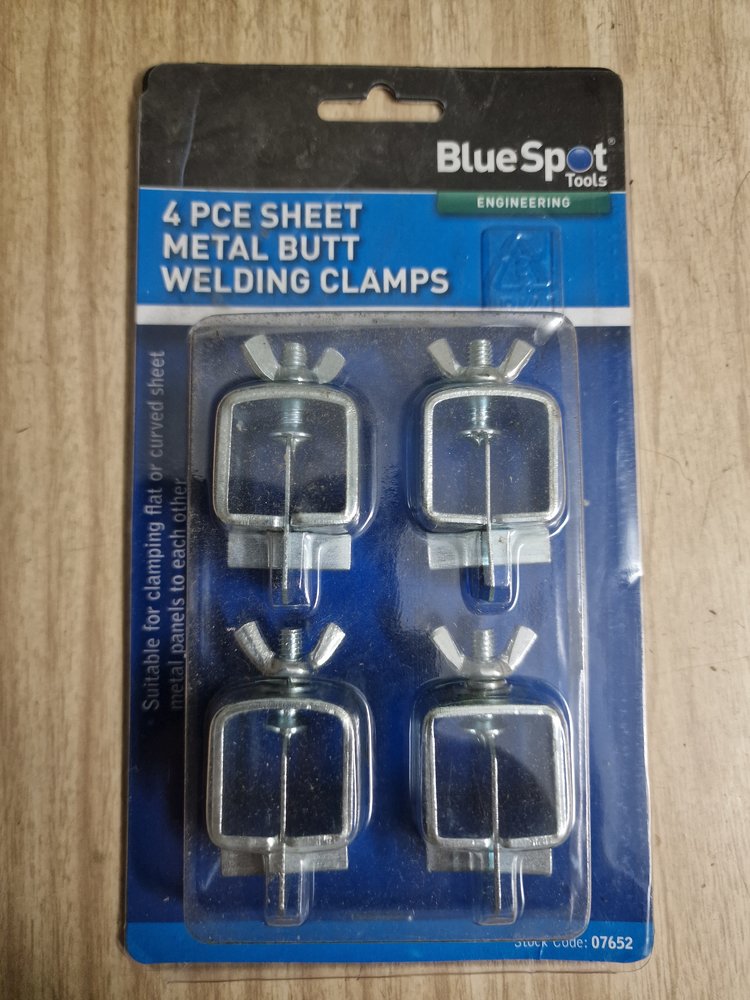 BlueSpot®
Tools
ENGINEERING
4 PCE SHEET
METAL BUTT
WELDING CLAMPS
Suitable for clamping flat or curved sheet
metal panels to each other
Stock Code: 07652